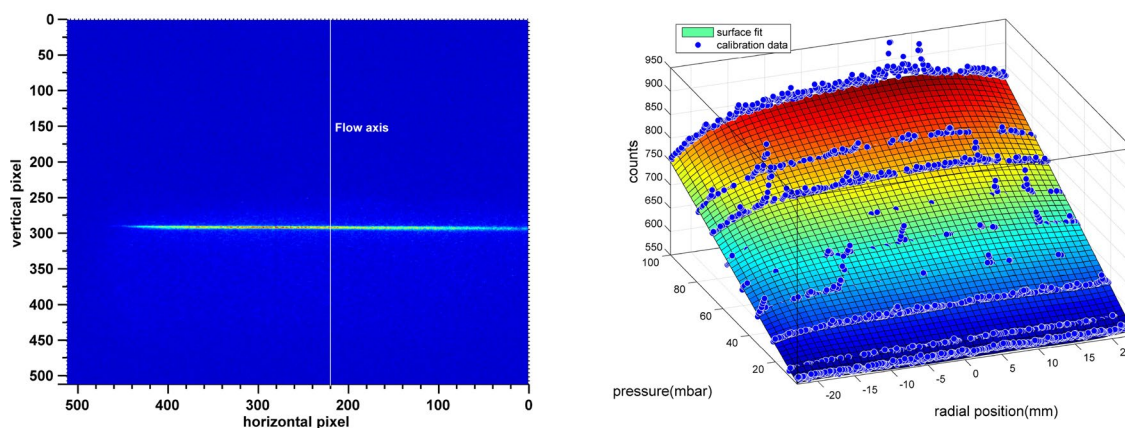 0
50
100
150
200
250
300
350
400
450
500
vertical pixel
Flow axis
500 400 300 200 100 0
horizontal pixel
surface fit
calibration data
950
900
850
800
750
700
650
600
550
counts
100
80
60
40
20
pressure(mbar)
-20 -15 -10 -5 0 5 10 15 20
radial position(mm)